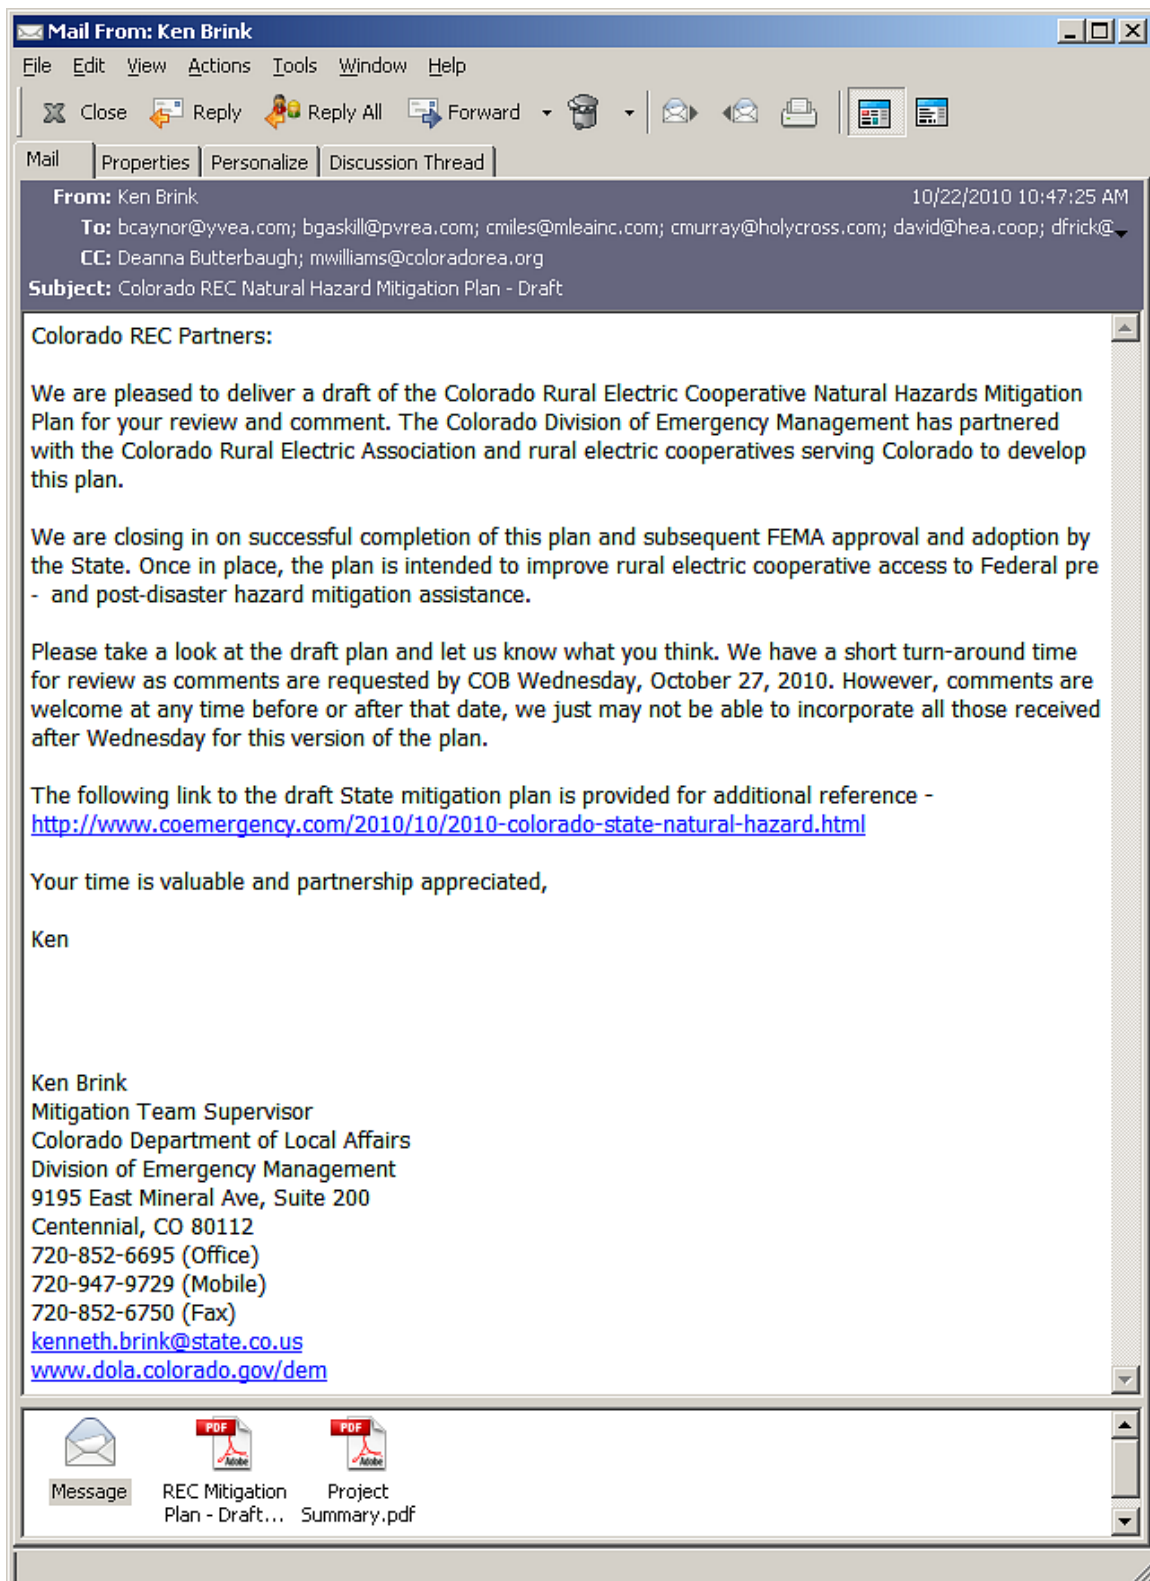 Mail From: Ken Brink
File Edit View Actions Tools Window Help
Close Reply Reply All Forward
Mail Properties Personalize Discussion Thread
From: Ken Brink 10/22/2010 10:47:25 AM
To: bcaynor@yvea.com; bgaskill@pvrea.com; cmiles@mleainc.com; cmurray@holycross.com; david@hea.coop; dfrick@
CC: Deanna Butterbaugh; mwilliams@coloradorea.org
Subject: Colorado REC Natural Hazard Mitigation Plan - Draft
Colorado REC Partners:
We are pleased to deliver a draft of the Colorado Rural Electric Cooperative Natural Hazards Mitigation
Plan for your review and comment. The Colorado Division of Emergency Management has partnered
with the Colorado Rural Electric Association and rural electric cooperatives serving Colorado to develop
this plan.
We are closing in on successful completion of this plan and subsequent FEMA approval and adoption by
the State. Once in place, the plan is intended to improve rural electric cooperative access to Federal pre
- and post-disaster hazard mitigation assistance.
Please take a look at the draft plan and let us know what you think. We have a short turn-around time
for review as comments are requested by COB Wednesday, October 27, 2010. However, comments are
welcome at any time before or after that date, we just may not be able to incorporate all those received
after Wednesday for this version of the plan.
The following link to the draft State mitigation plan is provided for additional reference -
http://www.coemergency.com/2010/10/2010-colorado-state-natural-hazard.html
Your time is valuable and partnership appreciated,
Ken
Ken Brink
Mitigation Team Supervisor
Colorado Department of Local Affairs
Division of Emergency Management
9195 East Mineral Ave, Suite 200
Centennial, CO 80112
720-852-6695 (Office)
720-947-9729 (Mobile)
720-852-6750 (Fax)
kenneth.brink@state.co.us
www.dola.colorado.gov/dem
PDF PDF
Adobe Adobe
Message REC Mitigation Project
Plan - Draft... Summary.pdf